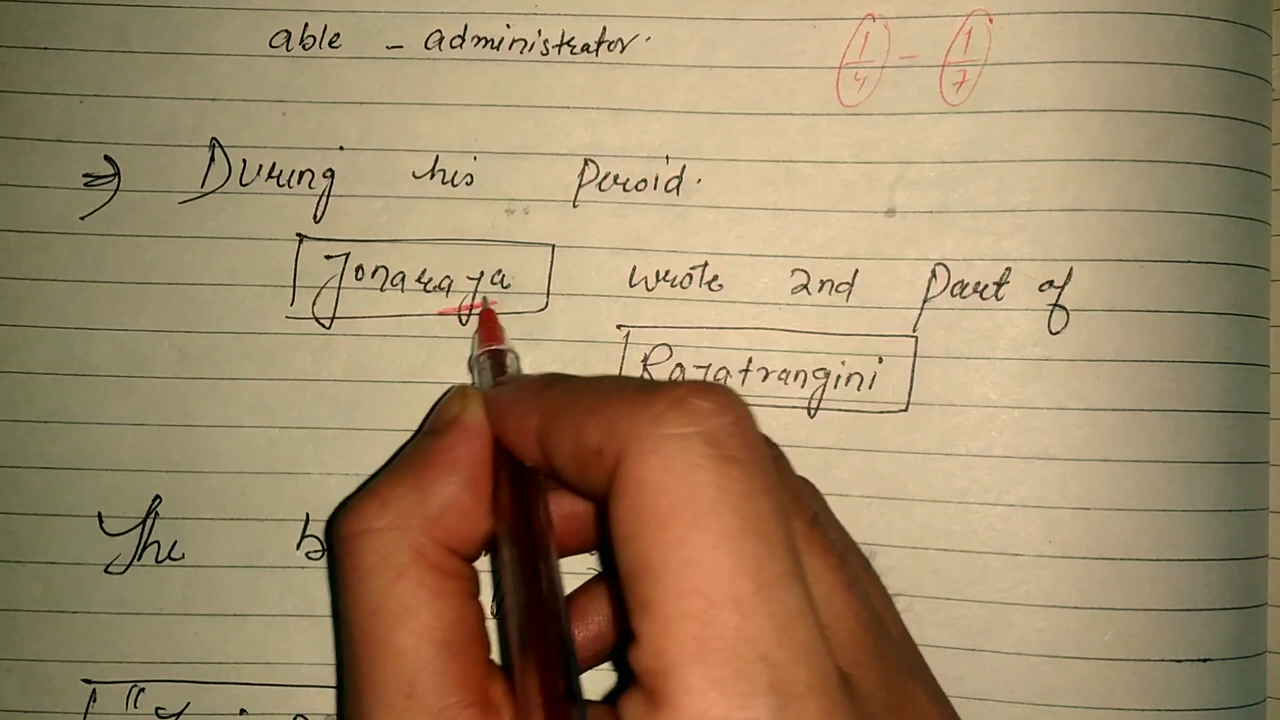 able - administrator.
1/4 - 1/7
⇒ During his Peroid.
Jonaraja wrote 2nd Part of
Rajatrangini
The